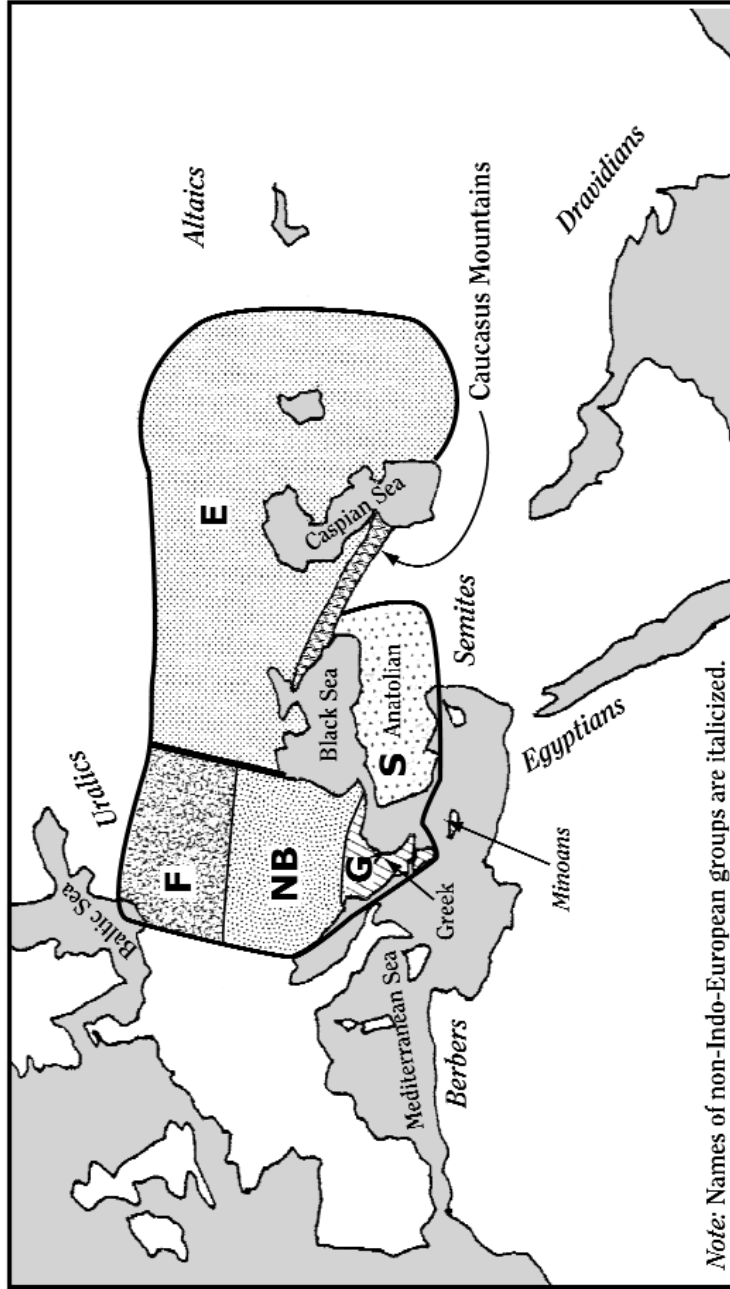 Altaics
Uralics
Baltic Sea
F
E
NB
Caspian Sea
Black Sea
G
S
Anatolian
Greek
Mediterranean Sea
Caucasus Mountains
Dravidians
Semites
Minoans
Egyptians
Berbers
Note: Names of non-Indo-European groups are italicized.